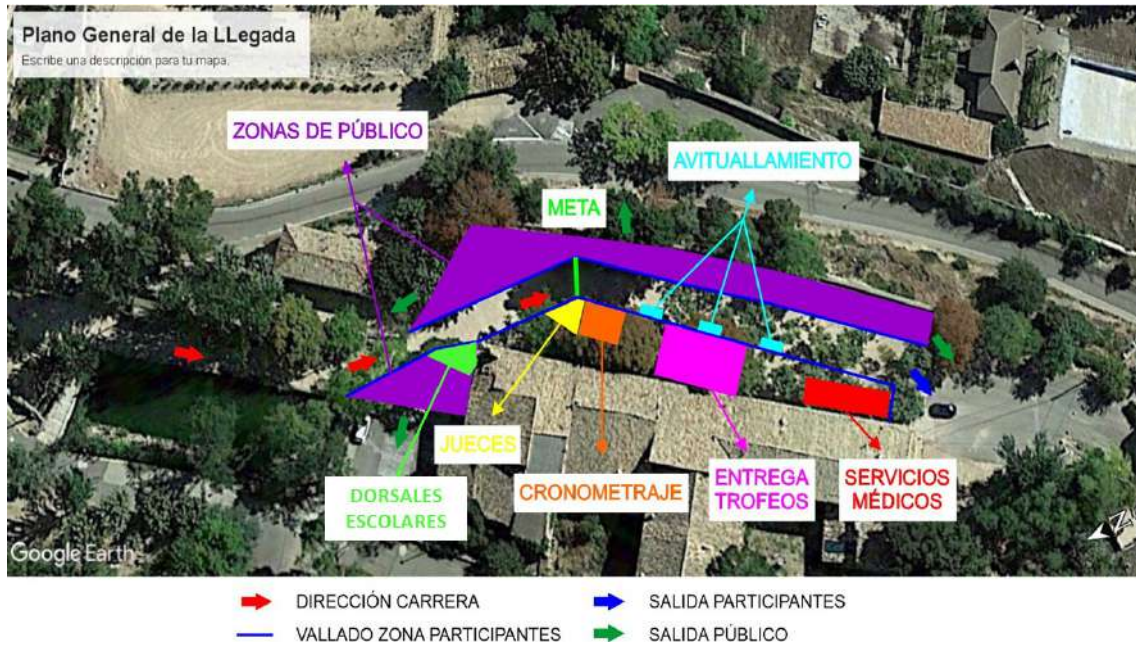 Plano General de la LLegada
Escribe una descripción para tu mapa.
ZONAS DE PÚBLICO
AVITUALLAMIENTO
META
JUECES
CRONOMETRAJE
ENTREGA
TROFEOS
SERVICIOS
MÉDICOS
DORSALES
ESCOLARES
Google Earth
N
DIRECCIÓN CARRERA
SALIDA PARTICIPANTES
VALLADO ZONA PARTICIPANTES
SALIDA PÚBLICO